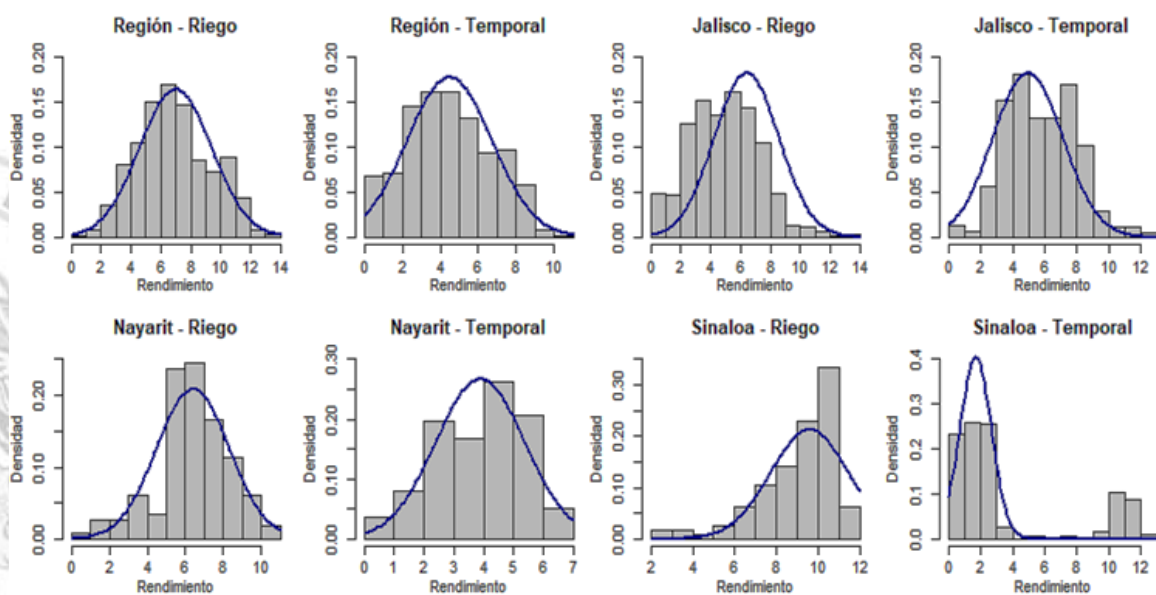 Región - Riego
Región - Temporal
Jalisco - Riego
Jalisco - Temporal
Densidad
0.00 0.05 0.10 0.15 0.20
0 2 4 6 8 10 12 14
Rendimiento
Densidad
0.00 0.05 0.10 0.15 0.20
0 2 4 6 8 10
Rendimiento
Densidad
0.00 0.05 0.10 0.15 0.20
0 2 4 6 8 10 12 14
Rendimiento
Densidad
0.00 0.05 0.10 0.15 0.20
0 2 4 6 8 10 12
Rendimiento
Nayarit - Riego
Nayarit - Temporal
Sinaloa - Riego
Sinaloa - Temporal
Densidad
0.00 0.10 0.20
0 2 4 6 8 10
Rendimiento
Densidad
0.00 0.10 0.20 0.30
0 1 2 3 4 5 6 7
Rendimiento
Densidad
0.00 0.10 0.20 0.30
2 4 6 8 10 12
Rendimiento
Densidad
0.0 0.1 0.2 0.3 0.4
0 2 4 6 8 10 12
Rendimiento